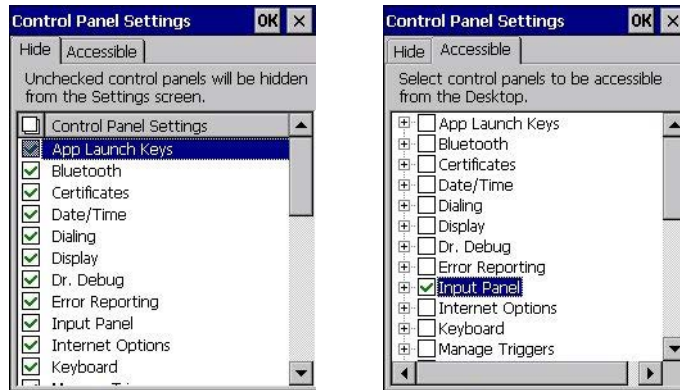 Control Panel Settings OK
Hide Accessible
Unchecked control panels will be hidden
from the Settings screen.
Control Panel Settings
App Launch Keys
Bluetooth
Certificates
Date/Time
Dialing
Display
Dr. Debug
Error Reporting
Input Panel
Internet Options
Keyboard
Control Panel Settings OK
Hide Accessible
Select control panels to be accessible
from the Desktop.
App Launch Keys
Bluetooth
Certificates
Date/Time
Dialing
Display
Dr. Debug
Error Reporting
Input Panel
Internet Options
Keyboard
Manage Triggers